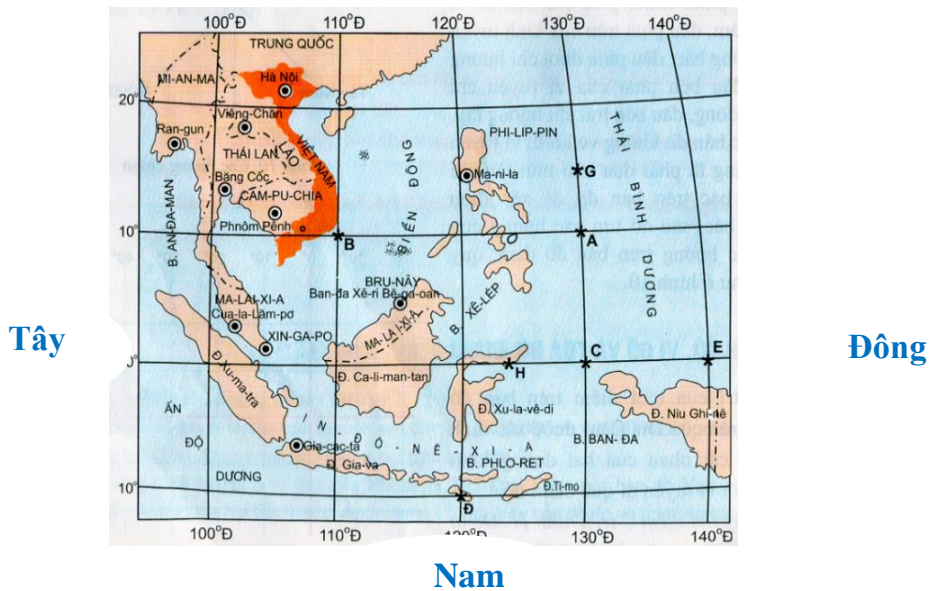 100°Đ 110°Đ 120°Đ 130°Đ 140°Đ
TRUNG QUỐC
MI-AN-MA
Hà Nội
20°
Viêng-Chăn
Ran-gun
LÀO
VIỆT NAM
THÁI LAN
PHI-LIP-PIN
THÁI BÌNH DƯƠNG
BIỂN ĐÔNG
G
Băng Cốc
Ma-ni-la
CĂM-PU-CHIA
B. AN-ĐA-MAN
Phnôm Pênh
10°
B
A
BRU-NÂY
Ban-đa Xê-ri Bê-ga-oan
B. XÊ-LÉP
MA-LAI-XI-A
Cua-la-Lăm-pơ
MA-LAI-XI-A
XIN-GA-PO
Tây
Đông
0°
H
C
E
Đ.Xu-ma-tra
Đ. Ca-li-man-tan
Đ. Xu-la-vê-di
Đ. Niu Ghi-nê
ẤN
ĐỘ
DƯƠNG
IN-ĐÔ-NÊ-XI-A
B. BAN-ĐA
Gia-cac-ta
Đ. Gia-va
B. PHLO-RET
Đ.Ti-mo
10°
Đ
100°Đ 110°Đ 120°Đ 130°Đ 140°Đ
Nam